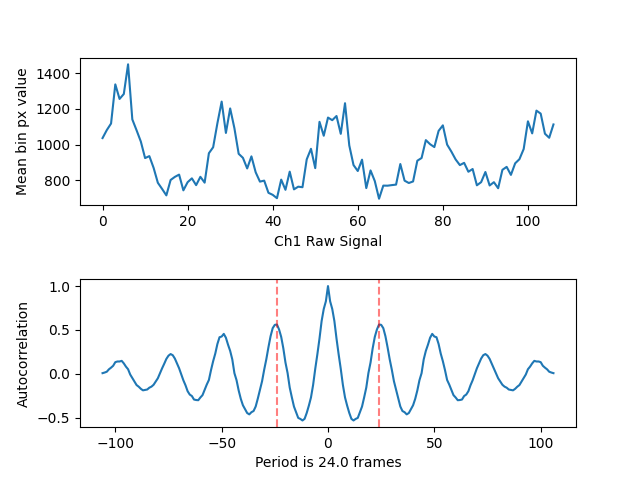 1400
1200
1000
800
Mean bin px value
0 20 40 60 80 100
Ch1 Raw Signal
1.0
0.5
0.0
−0.5
Autocorrelation
−100 −50 0 50 100
Period is 24.0 frames